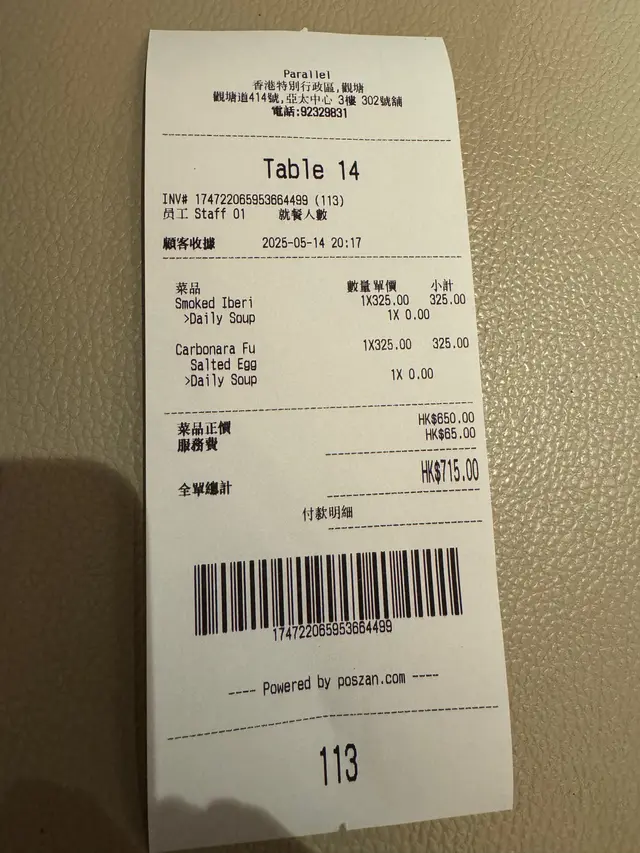 Parallel
香港特別行政區,觀塘
觀塘道414號,亞太中心 3樓 302號舖
電話:92329831
Table 14
INV# 174722065953664499 (113)
员工 Staff 01 就餐人數
顧客收據 2025-05-14 20:17
菜品 數量單價 小計
Smoked Iberi 1X325.00 325.00
>Daily Soup 1X 0.00
Carbonara Fu 1X325.00 325.00
Salted Egg
>Daily Soup 1X 0.00
菜品正價 HK$650.00
服務費 HK$65.00
全單總計 HK$715.00
付款明細
174722065953664499
---- Powered by poszan.com ----
113